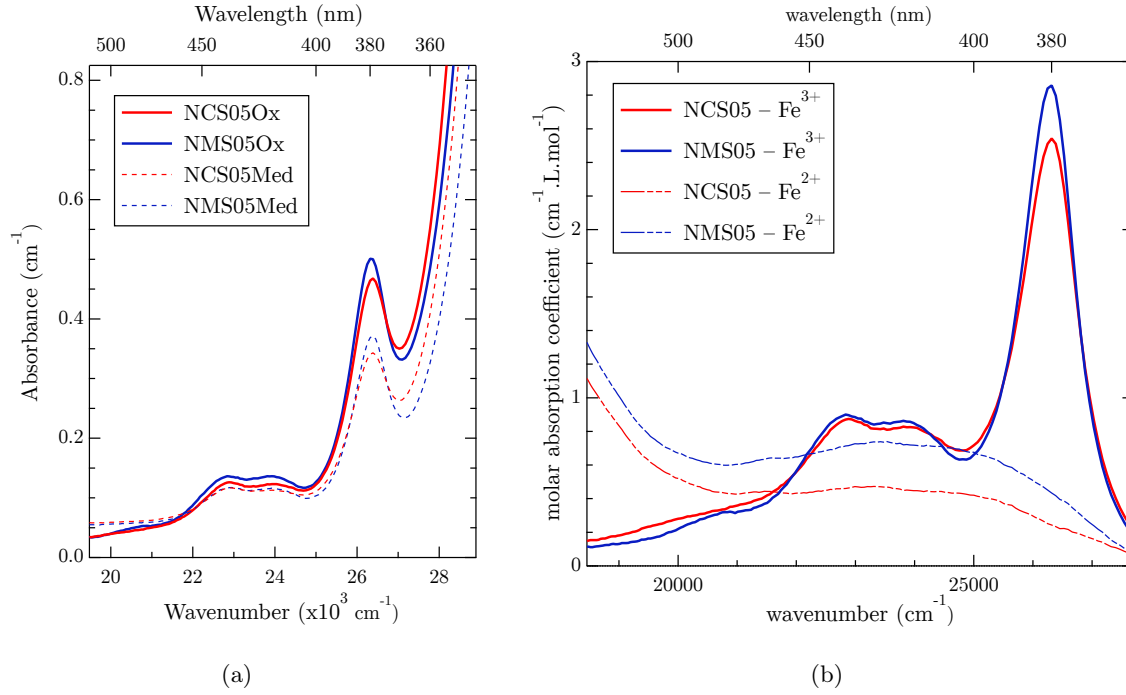 Wavelength (nm)
500 450 400 380 360
0.8
0.6
0.4
0.2
0.0
Absorbance (cm⁻¹)
NCS05Ox
NMS05Ox
NCS05Med
NMS05Med
20 22 24 26 28
Wavenumber (x10³ cm⁻¹)
(a)
wavelength (nm)
500 450 400 380
3
2
1
0
molar absorption coefficient (cm⁻¹.L.mol⁻¹)
NCS05 – Fe³⁺
NMS05 – Fe³⁺
NCS05 – Fe²⁺
NMS05 – Fe²⁺
20000 25000
wavenumber (cm⁻¹)
(b)